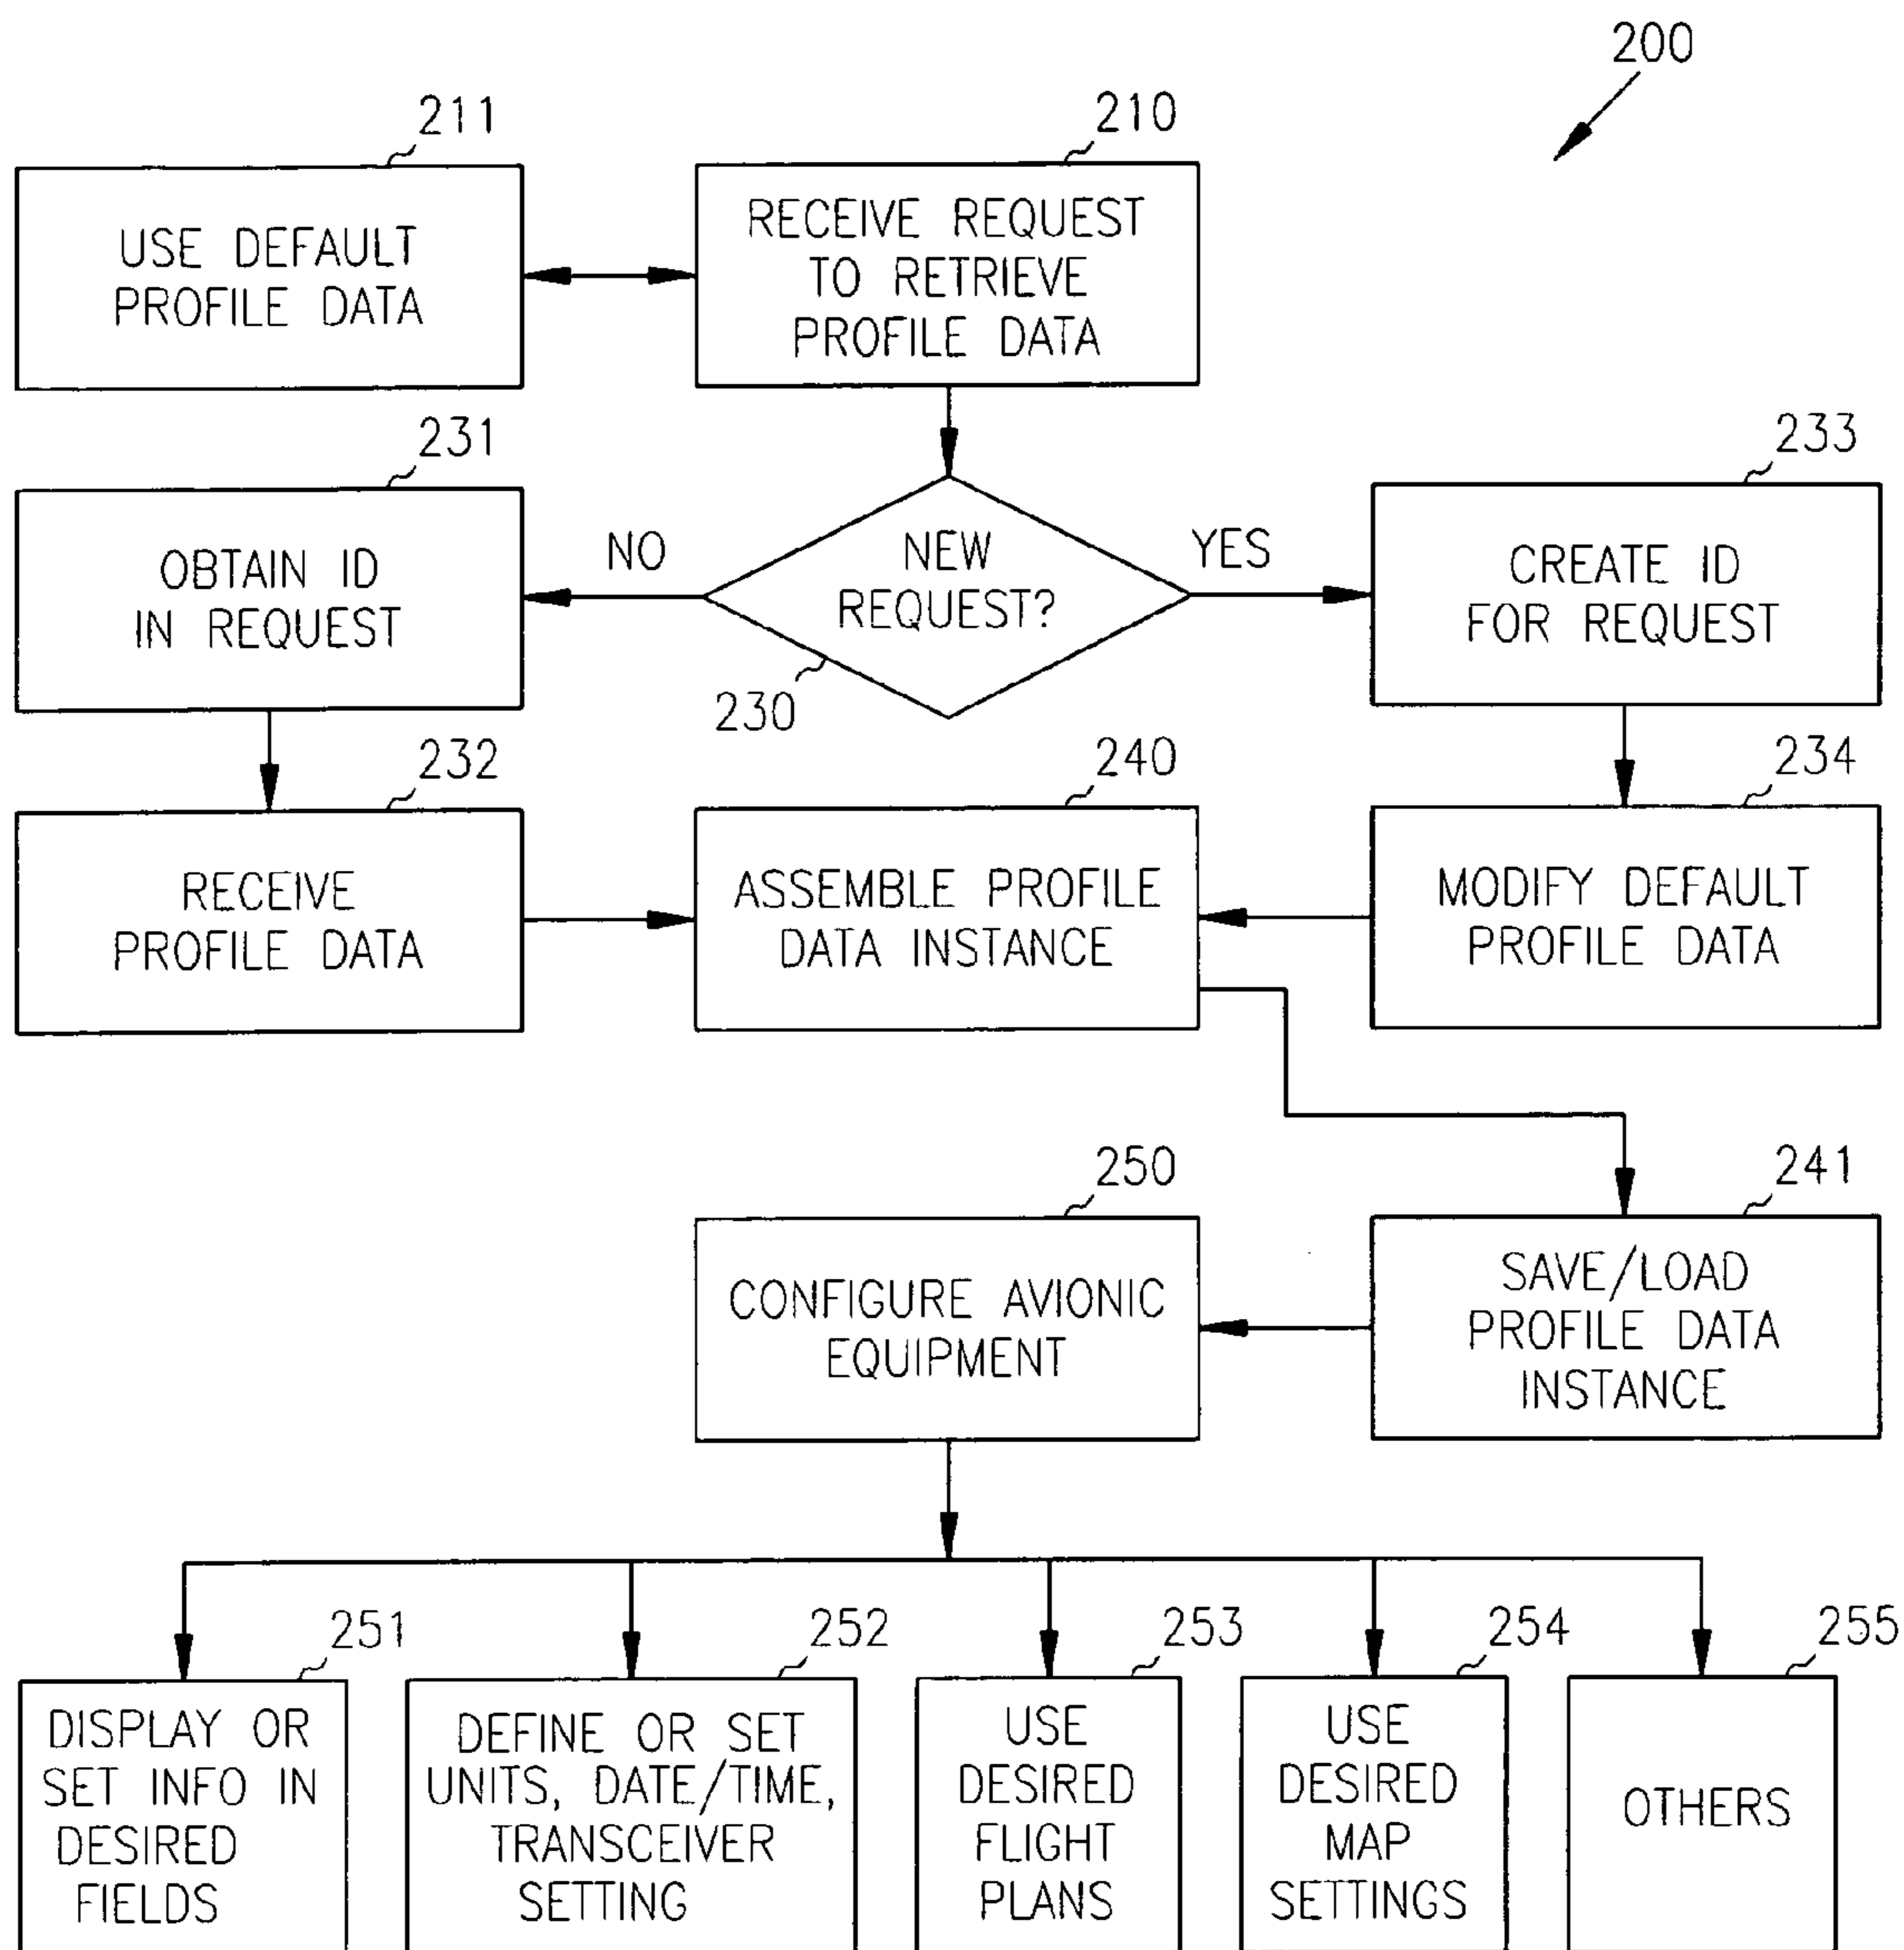 200
211
210
USE DEFAULT
PROFILE DATA
RECEIVE REQUEST
TO RETRIEVE
PROFILE DATA
231
233
OBTAIN ID
IN REQUEST
NO
NEW
REQUEST?
YES
CREATE ID
FOR REQUEST
230
232
240
234
RECEIVE
PROFILE DATA
ASSEMBLE PROFILE
DATA INSTANCE
MODIFY DEFAULT
PROFILE DATA
250
241
CONFIGURE AVIONIC
EQUIPMENT
SAVE/LOAD
PROFILE DATA
INSTANCE
251
252
253
254
255
DISPLAY OR
SET INFO IN
DESIRED
FIELDS
DEFINE OR SET
UNITS, DATE/TIME,
TRANSCEIVER
SETTING
USE
DESIRED
FLIGHT
PLANS
USE
DESIRED
MAP
SETTINGS
OTHERS